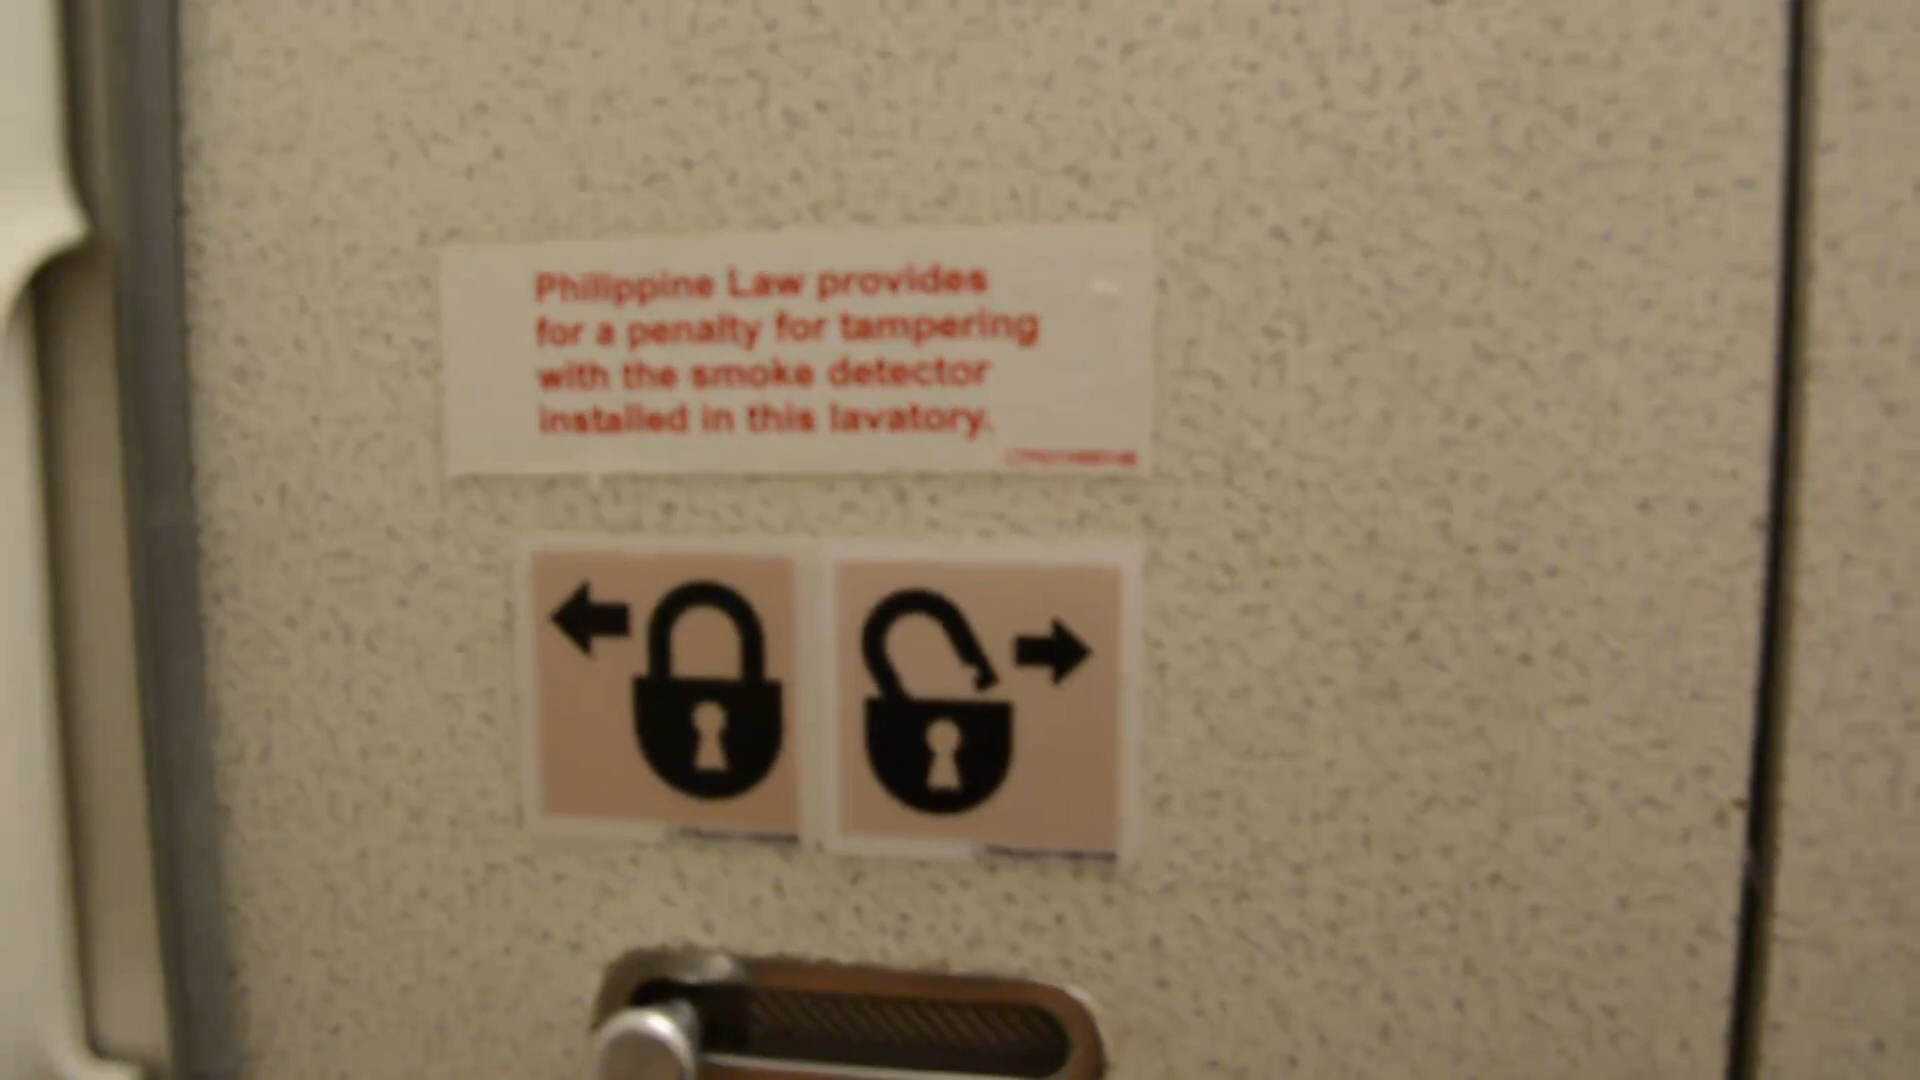 Philippine Law provides
for a penalty for tampering
with the smoke detector
installed in this lavatory.